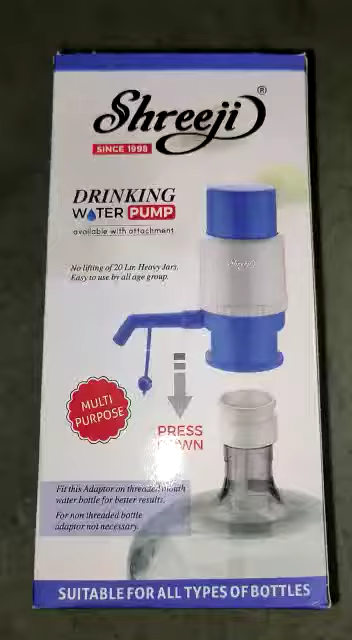 Shreeji®
SINCE 1998
DRINKING
WATER PUMP
available with attachment
No lifting of 20 Ltr. Heavy Jars.
Easy to use by all age group.
Shreeji
MULTI
PURPOSE
PRESS
DOWN
Fit this Adaptor on threaded mouth
water bottle for better results.
For non threaded bottle
adaptor not necessary.
SUITABLE FOR ALL TYPES OF BOTTLES